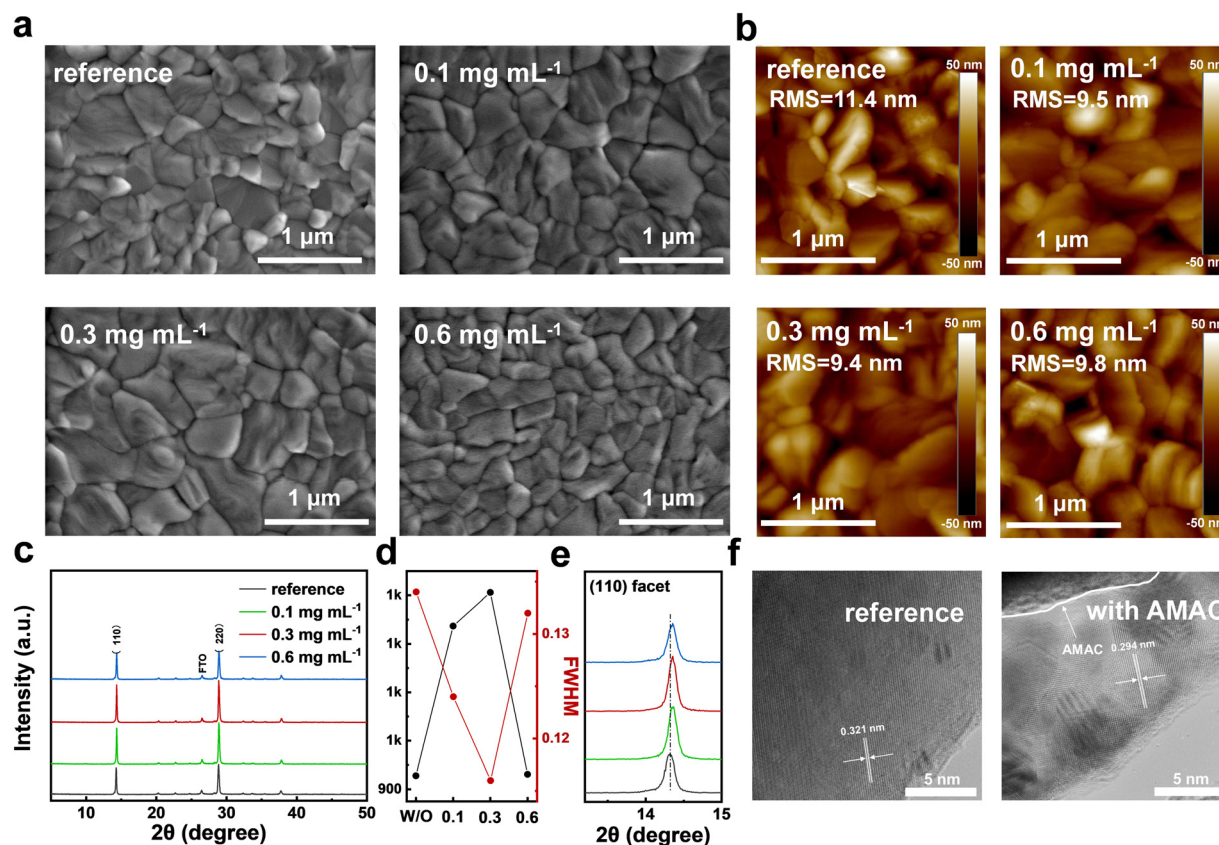 a
reference
1 μm
0.1 mg mL⁻¹
1 μm
0.3 mg mL⁻¹
1 μm
0.6 mg mL⁻¹
1 μm
b
reference
RMS=11.4 nm
50 nm
-50 nm
1 μm
0.1 mg mL⁻¹
RMS=9.5 nm
50 nm
-50 nm
1 μm
0.3 mg mL⁻¹
RMS=9.4 nm
50 nm
-50 nm
1 μm
0.6 mg mL⁻¹
RMS=9.8 nm
50 nm
-50 nm
1 μm
c
Intensity (a.u.)
reference
0.1 mg mL⁻¹
0.3 mg mL⁻¹
0.6 mg mL⁻¹
(110)
FTO
(220)
10 20 30 40 50
2θ (degree)
d
1k
1k
1k
1k
1k
900
W/O 0.1 0.3 0.6
0.13
0.12
FWHM
e
(110) facet
14 15
2θ (degree)
f
reference
0.321 nm
5 nm
with AMAC
AMAC
0.294 nm
5 nm